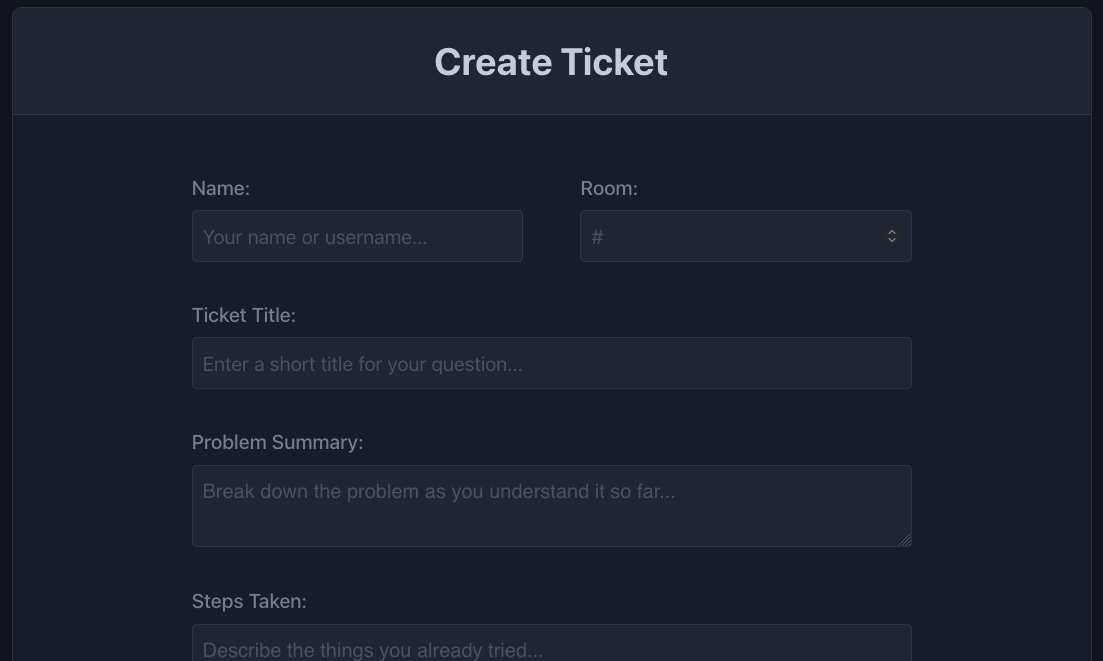 Create Ticket
Name:
Room:
Your name or username...
#
Ticket Title:
Enter a short title for your question...
Problem Summary:
Break down the problem as you understand it so far...
Steps Taken:
Describe the things you already tried...